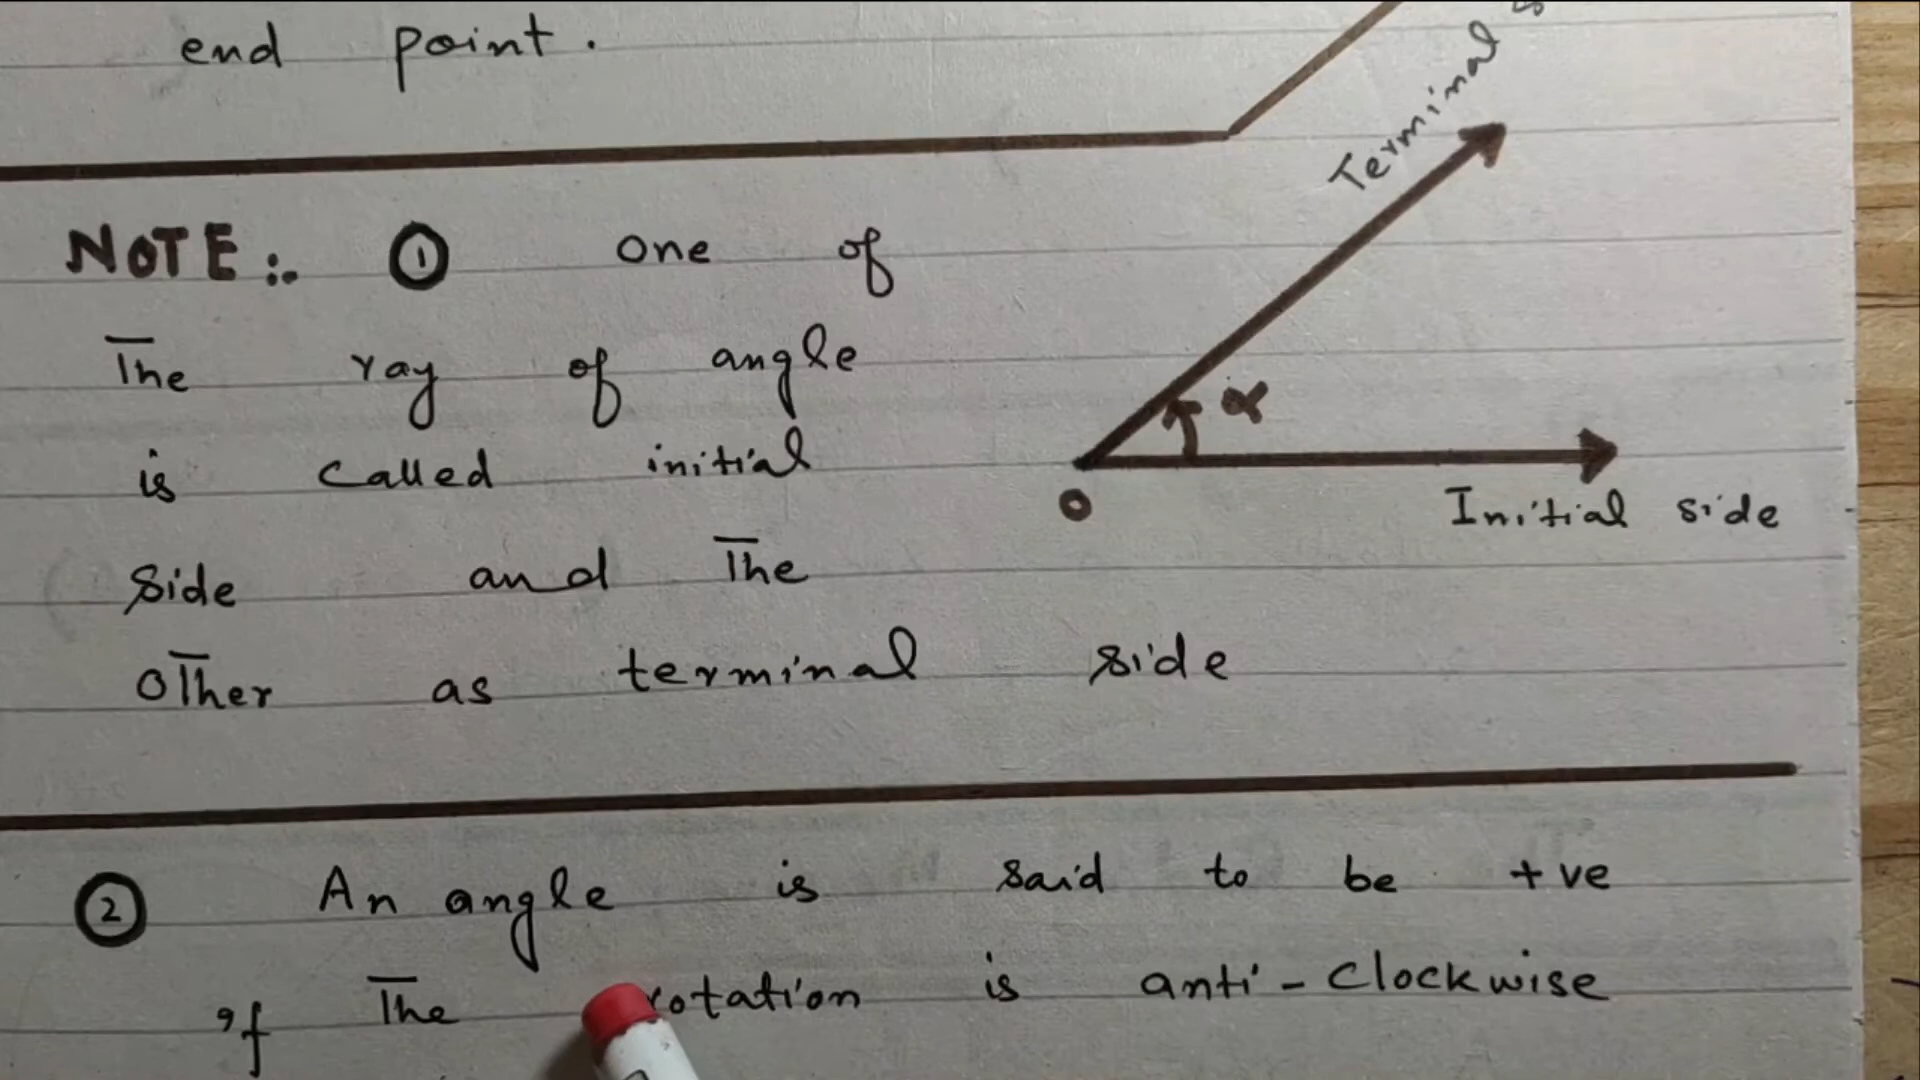 end point.
Terminal
NOTE:. ① one of
The ray of angle
α
is called initial
O
Initial side
side and The
other as terminal side
② An angle is said to be +ve
if The rotation is anti-clockwise